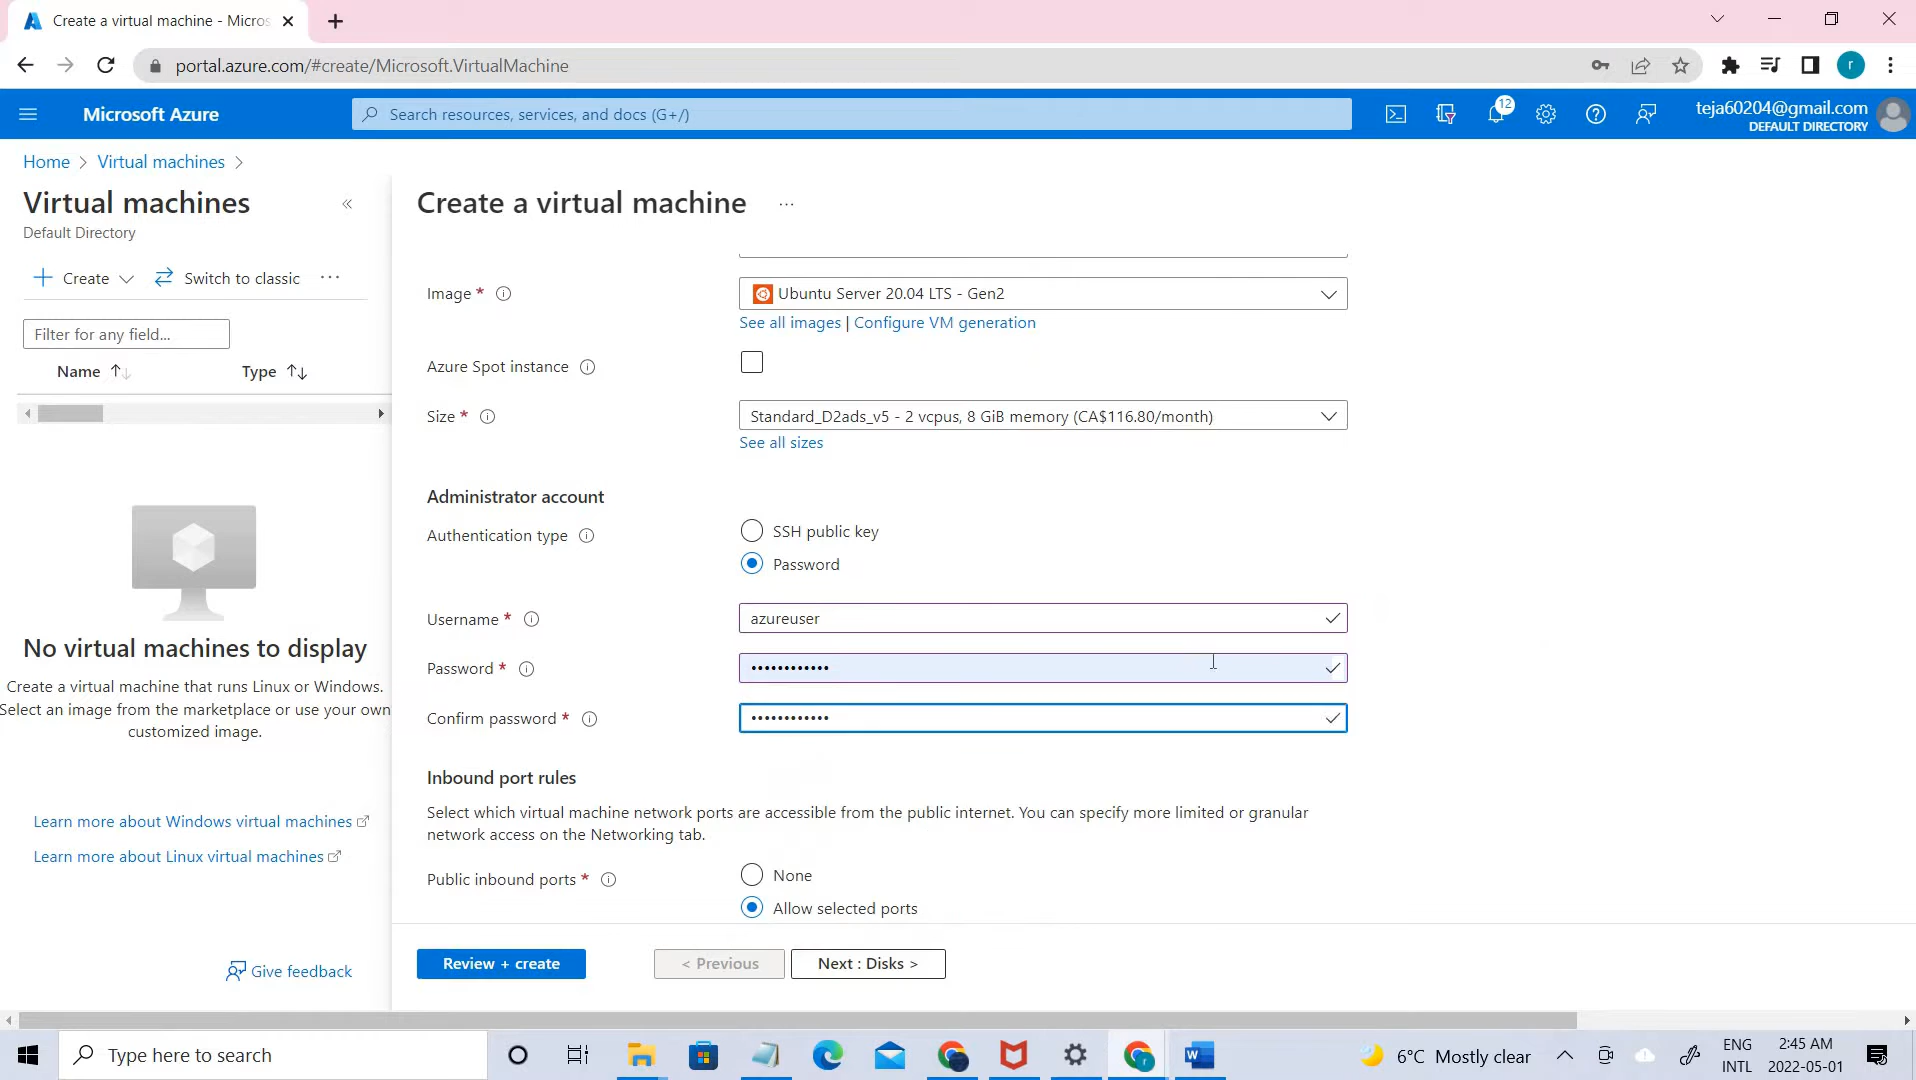 Create a virtual machine - Micros
portal.azure.com/#create/Microsoft.VirtualMachine
r
Microsoft Azure
Search resources, services, and docs (G+/)
12
teja60204@gmail.com
DEFAULT DIRECTORY
Home > Virtual machines >
Virtual machines
Default Directory
Create
Switch to classic
Filter for any field...
Name
Type
No virtual machines to display
Create a virtual machine that runs Linux or Windows.
Select an image from the marketplace or use your own
customized image.
Learn more about Windows virtual machines
Learn more about Linux virtual machines
Give feedback
Create a virtual machine
Image *
Ubuntu Server 20.04 LTS - Gen2
See all images | Configure VM generation
Azure Spot instance
Size *
Standard_D2ads_v5 - 2 vcpus, 8 GiB memory (CA$116.80/month)
See all sizes
Administrator account
Authentication type
SSH public key
Password
Username *
azureuser
Password *
••••••••••••
Confirm password *
••••••••••••
Inbound port rules
Select which virtual machine network ports are accessible from the public internet. You can specify more limited or granular
network access on the Networking tab.
Public inbound ports *
None
Allow selected ports
Review + create
< Previous
Next : Disks >
Type here to search
6°C Mostly clear
ENG
INTL
2:45 AM
2022-05-01